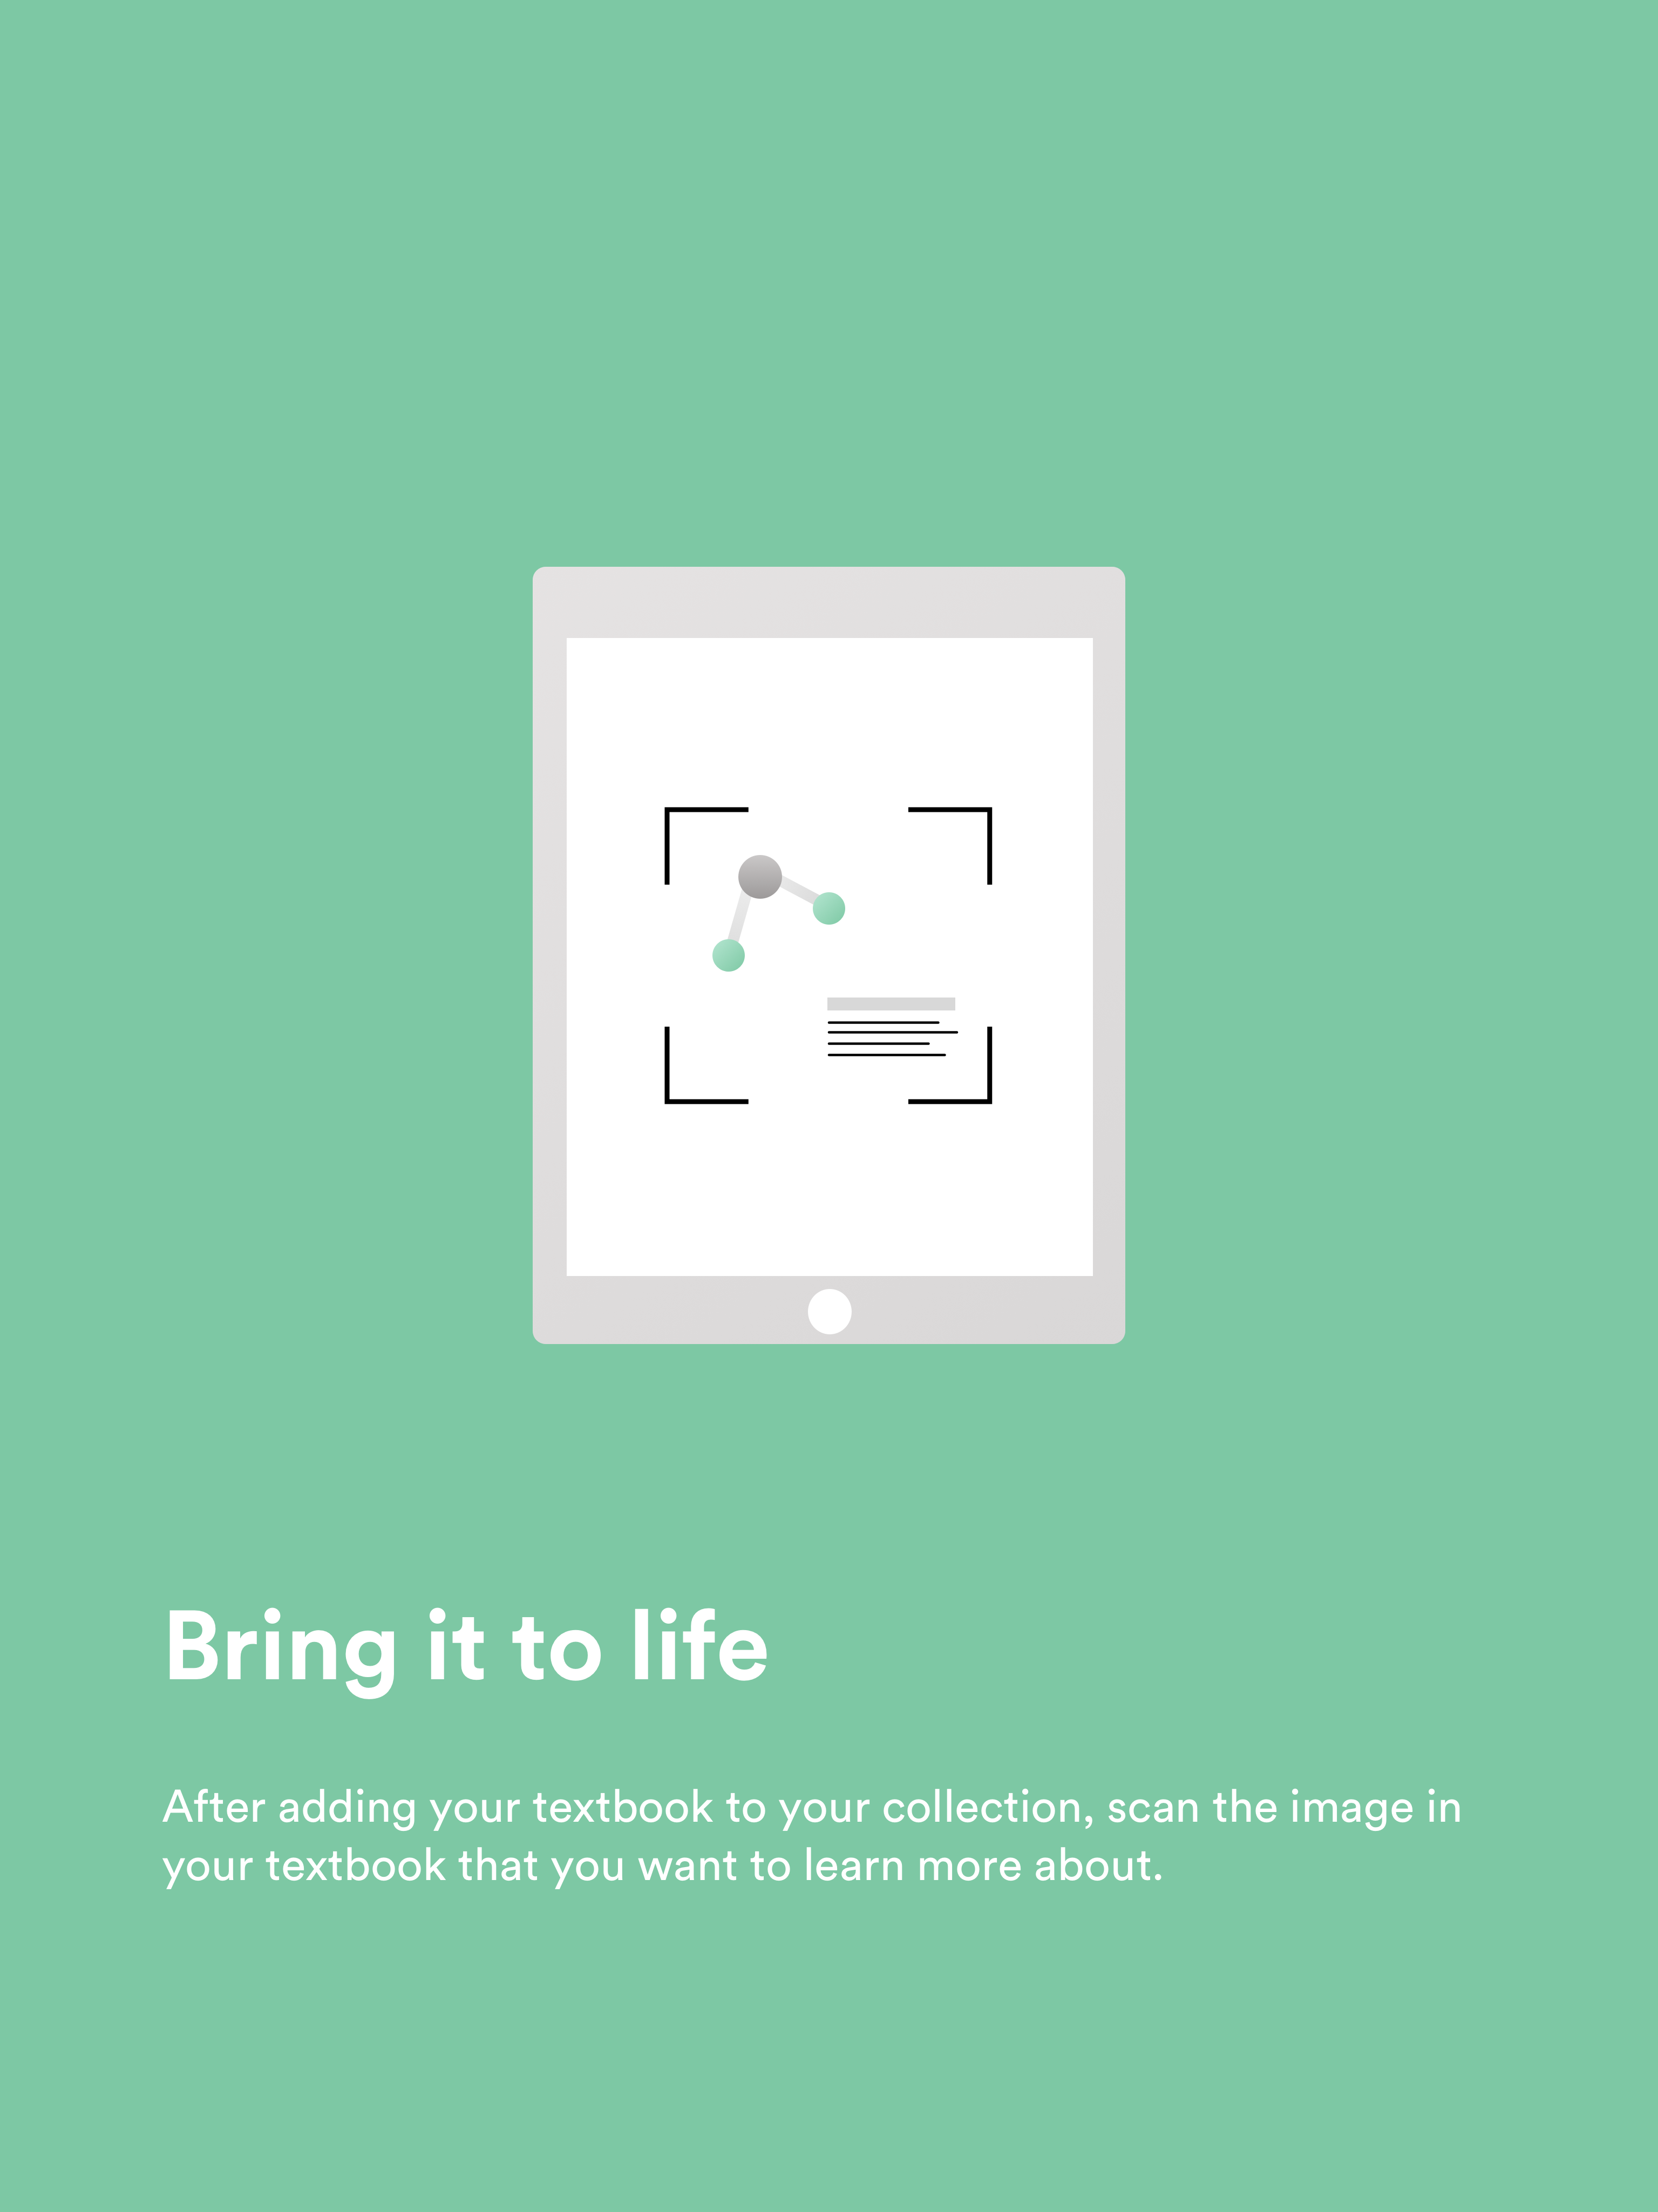 Bring it to life
After adding your textbook to your collection, scan the image in
your textbook that you want to learn more about.